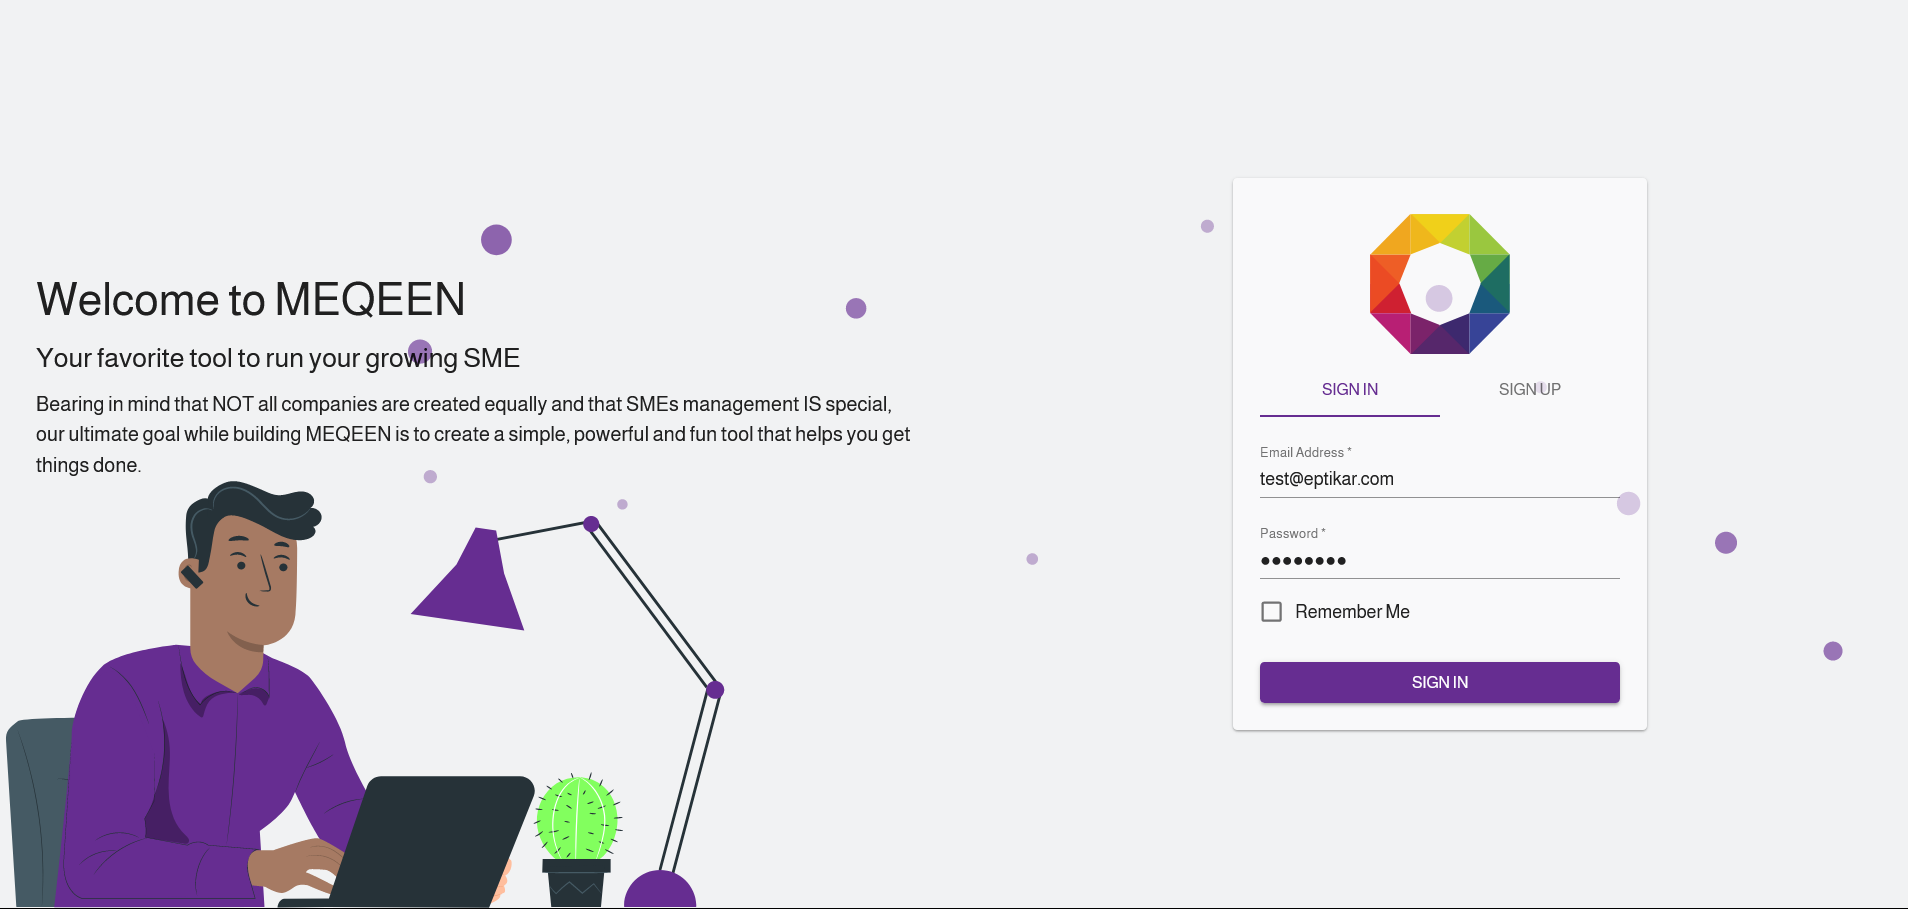 Welcome to MEQEEN
Your favorite tool to run your growing SME
Bearing in mind that NOT all companies are created equally and that SMEs management IS special,
our ultimate goal while building MEQEEN is to create a simple, powerful and fun tool that helps you get
things done.
SIGN IN
SIGN UP
Email Address *
test@eptikar.com
Password *
●●●●●●●●
Remember Me
SIGN IN